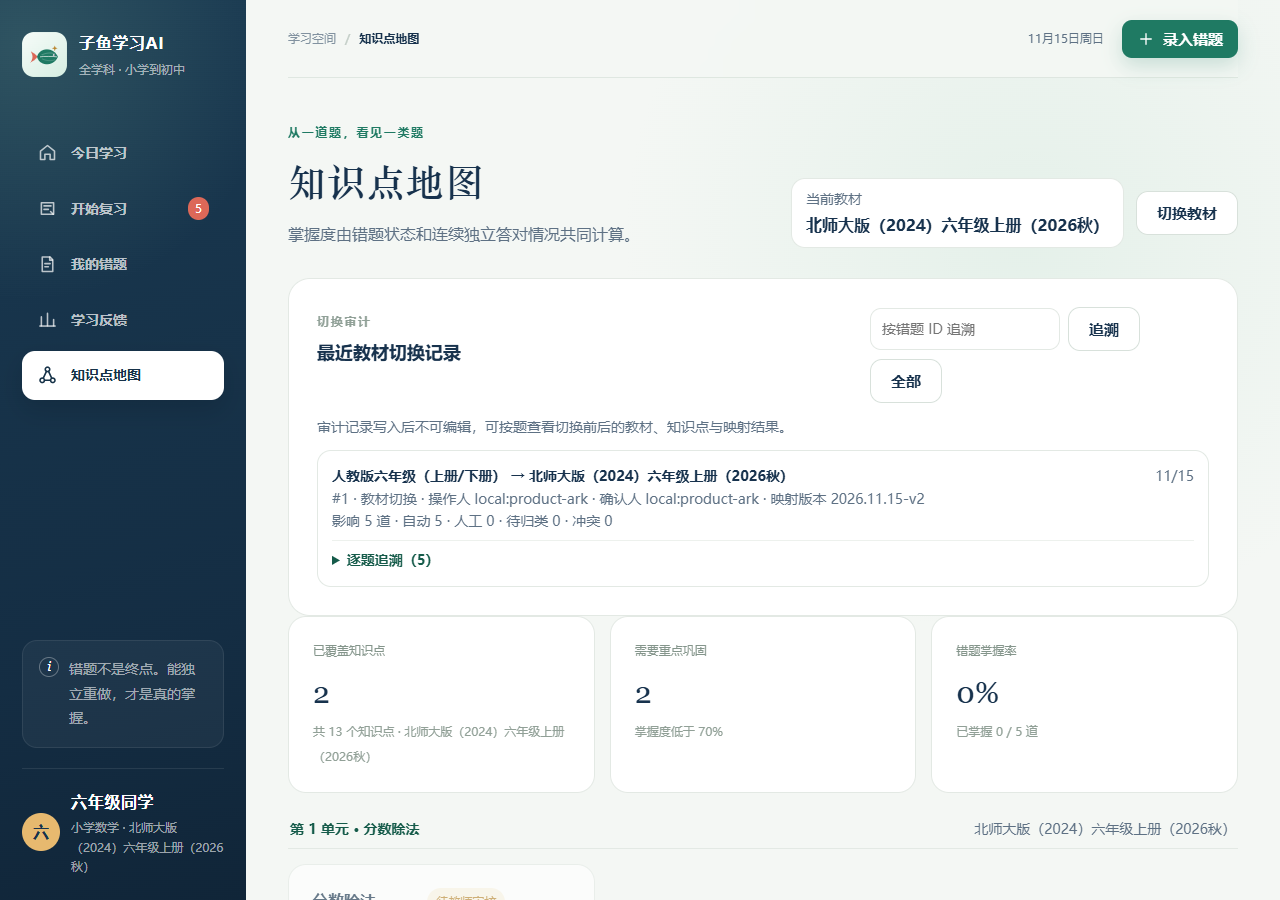 子鱼学习AI
全学科 · 小学到初中
今日学习
开始复习
5
我的错题
学习反馈
知识点地图
i
错题不是终点。能独
立重做，才是真的掌
握。
六
六年级同学
小学数学 · 北师大版
（2024）六年级上册（2026
秋）
学习空间 / 知识点地图
11月15日周日
＋ 录入错题
从一道题，看见一类题
知识点地图
掌握度由错题状态和连续独立答对情况共同计算。
当前教材
北师大版（2024）六年级上册（2026秋）
切换教材
切换审计
最近教材切换记录
按错题 ID 追溯
追溯
全部
审计记录写入后不可编辑，可按题查看切换前后的教材、知识点与映射结果。
人教版六年级（上册/下册） → 北师大版（2024）六年级上册（2026秋）
11/15
#1 · 教材切换 · 操作人 local:product-ark · 确认人 local:product-ark · 映射版本 2026.11.15-v2
影响 5 道 · 自动 5 · 人工 0 · 待归类 0 · 冲突 0
▶ 逐题追溯（5）
已覆盖知识点
2
共 13 个知识点 · 北师大版（2024）六年级上册
（2026秋）
需要重点巩固
2
掌握度低于 70%
错题掌握率
0%
已掌握 0 / 5 道
第 1 单元 • 分数除法
北师大版（2024）六年级上册（2026秋）
分数除法